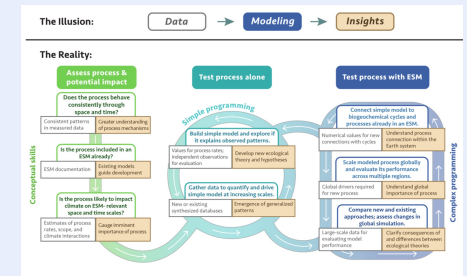 The Illusion:
Data
Modeling
Insights
The Reality:
Assess process &
potential impact
Test process alone
Test process with ESM
Conceptual skills
Does the process behave
consistently through
space and time?
Consistent patterns
in measured data
Greater understanding
of process mechanisms
Is the process included in an
ESM already?
ESM documentation
Existing models
guide development
Is the process likely to impact
climate on ESM-relevant
space and time scales?
Estimates of process
rates, scope, and
climate interactions
Gauge imminent
importance of process
Simple programming
Build simple model and explore if
it explains observed patterns.
Values for process rates;
independent observations
for evaluation
Develop new ecological
theory and hypotheses
Gather data to quantify and drive
simple model at increasing scales.
New or existing
synthesized databases
Emergence of generalized
patterns
Connect simple model to
biogeochemical cycles and
processes already in an ESM.
Numerical values for new
connections with cycles
Understand process
connection within the
Earth system
Scale modeled process globally
and evaluate its performance
across multiple regions.
Global drivers
required for new process
Understand global
importance of process
Compare new and existing
approaches; assess changes in
global simulation.
Large-scale data for
evaluating model
performance
Clarify consequences of
and differences between
ecological theories
Complex programming